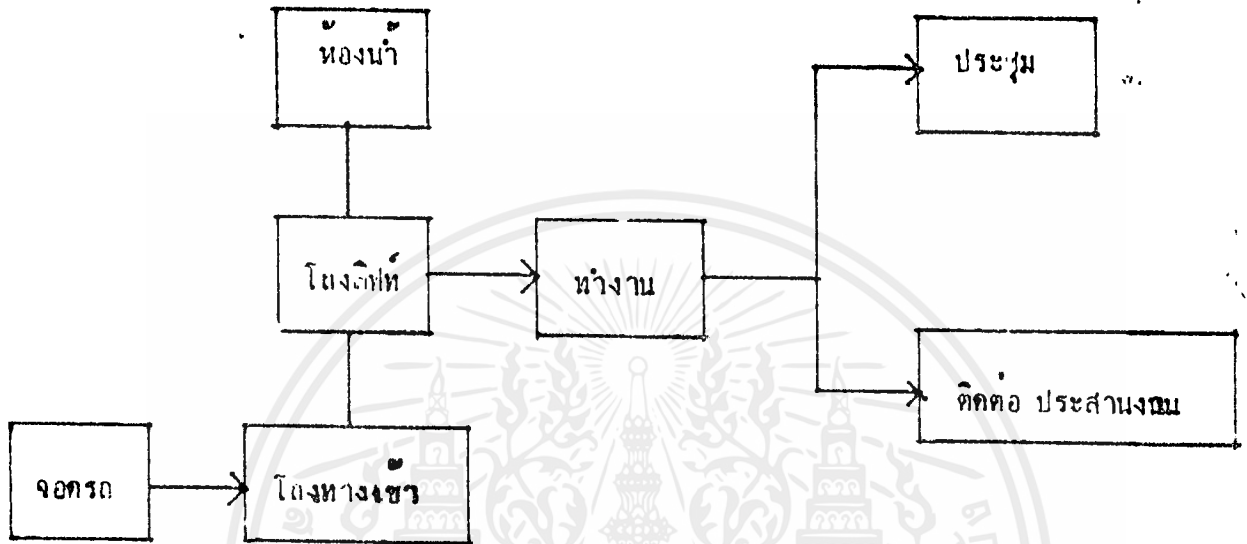 ห้องน้ำ
ประชุม
โถงลิฟท์
ทำงาน
ติดต่อ ประสานงาน
จอดรถ
โถงทางเข้า